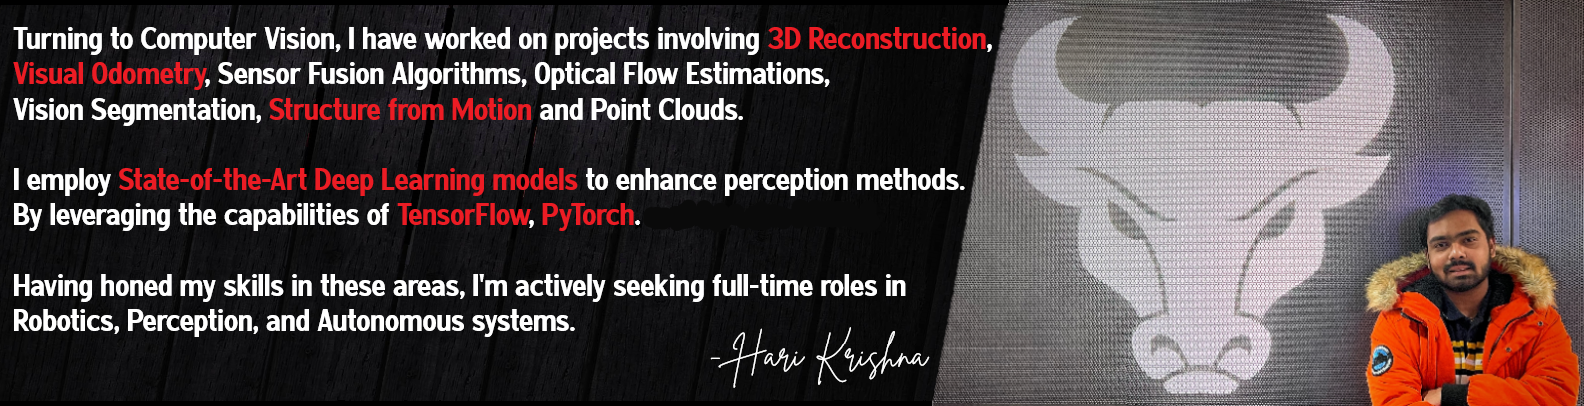 Turning to Computer Vision, I have worked on projects involving 3D Reconstruction,
Visual Odometry, Sensor Fusion Algorithms, Optical Flow Estimations,
Vision Segmentation, Structure from Motion and Point Clouds.
I employ State-of-the-Art Deep Learning models to enhance perception methods.
By leveraging the capabilities of TensorFlow, PyTorch.
Having honed my skills in these areas, I'm actively seeking full-time roles in
Robotics, Perception, and Autonomous systems.
-Hari Krishna